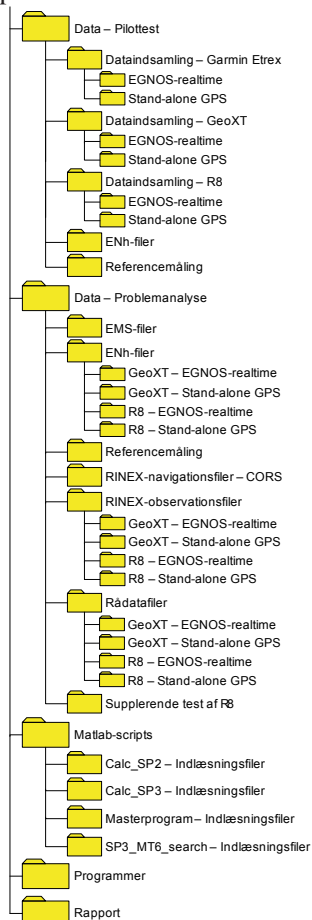 Data – Pilottest
Dataindsamling – Garmin Etrex
EGNOS-realtime
Stand-alone GPS
Dataindsamling – GeoXT
EGNOS-realtime
Stand-alone GPS
Dataindsamling – R8
EGNOS-realtime
Stand-alone GPS
ENh-filer
Referencemåling
Data – Problemanalyse
EMS-filer
ENh-filer
GeoXT – EGNOS-realtime
GeoXT – Stand-alone GPS
R8 – EGNOS-realtime
R8 – Stand-alone GPS
Referencemåling
RINEX-navigationsfiler – CORS
RINEX-observationsfiler
GeoXT – EGNOS-realtime
GeoXT – Stand-alone GPS
R8 – EGNOS-realtime
R8 – Stand-alone GPS
Rådatafiler
GeoXT – EGNOS-realtime
GeoXT – Stand-alone GPS
R8 – EGNOS-realtime
R8 – Stand-alone GPS
Supplerende test af R8
Matlab-scripts
Calc_SP2 – Indlæsningsfiler
Calc_SP3 – Indlæsningsfiler
Masterprogram – Indlæsningsfiler
SP3_MT6_search – Indlæsningsfiler
Programmer
Rapport